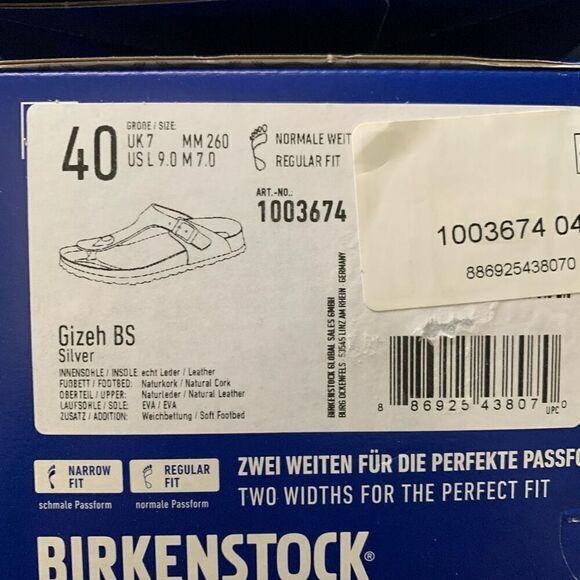 40
GRÖßE / SIZE:
UK 7 MM 260
US L 9.0 M 7.0
NORMALE WEIT
REGULAR FIT
ART.-NO.:
1003674
1003674 04
886925438070
Gizeh BS
Silver
INNENSOHLE / INSOLE: echt Leder / Leather
FUßBETT / FOOTBED: Naturkork / Natural Cork
OBERTEIL / UPPER: Naturleder / Natural Leather
LAUFSOHLE / SOLE: EVA / EVA
ZUSATZ / ADDITION: Weichbettung / Soft Footbed
BIRKENSTOCK GLOBAL SALES GMBH
BURG OCKENFELS 53545 LINZ AM RHEIN · GERMANY
8 86925 43807 0
UPC
NARROW
FIT
schmale Passform
REGULAR
FIT
normale Passform
ZWEI WEITEN FÜR DIE PERFEKTE PASSFO
TWO WIDTHS FOR THE PERFECT FIT
BIRKENSTOCK®